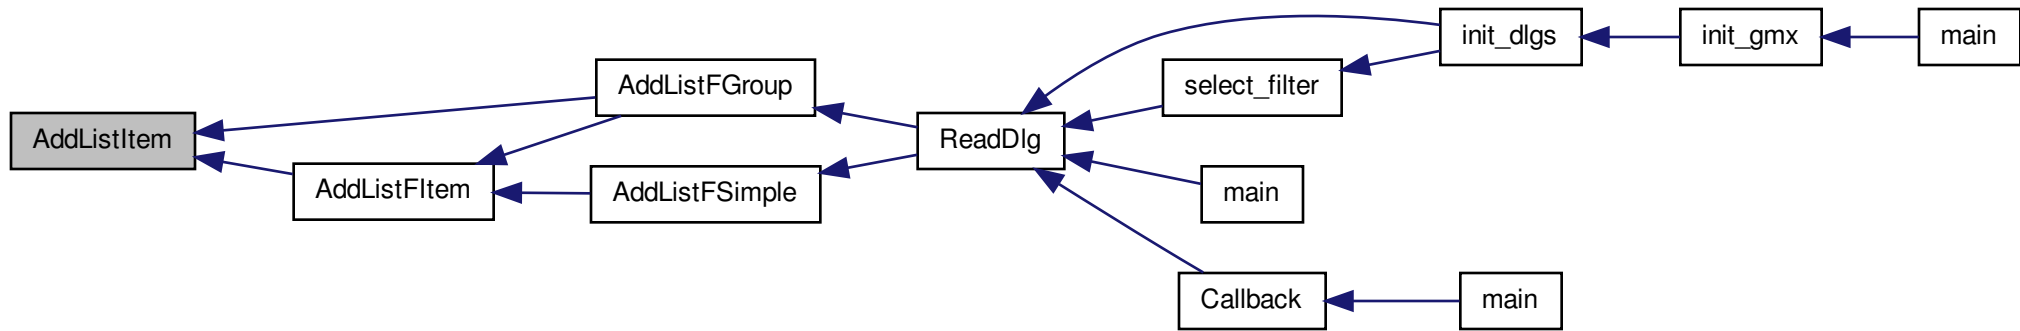 AddListItem
AddListFGroup
AddListFItem
AddListFSimple
ReadDlg
init_dlgs
select_filter
main
Callback
init_gmx
main
main